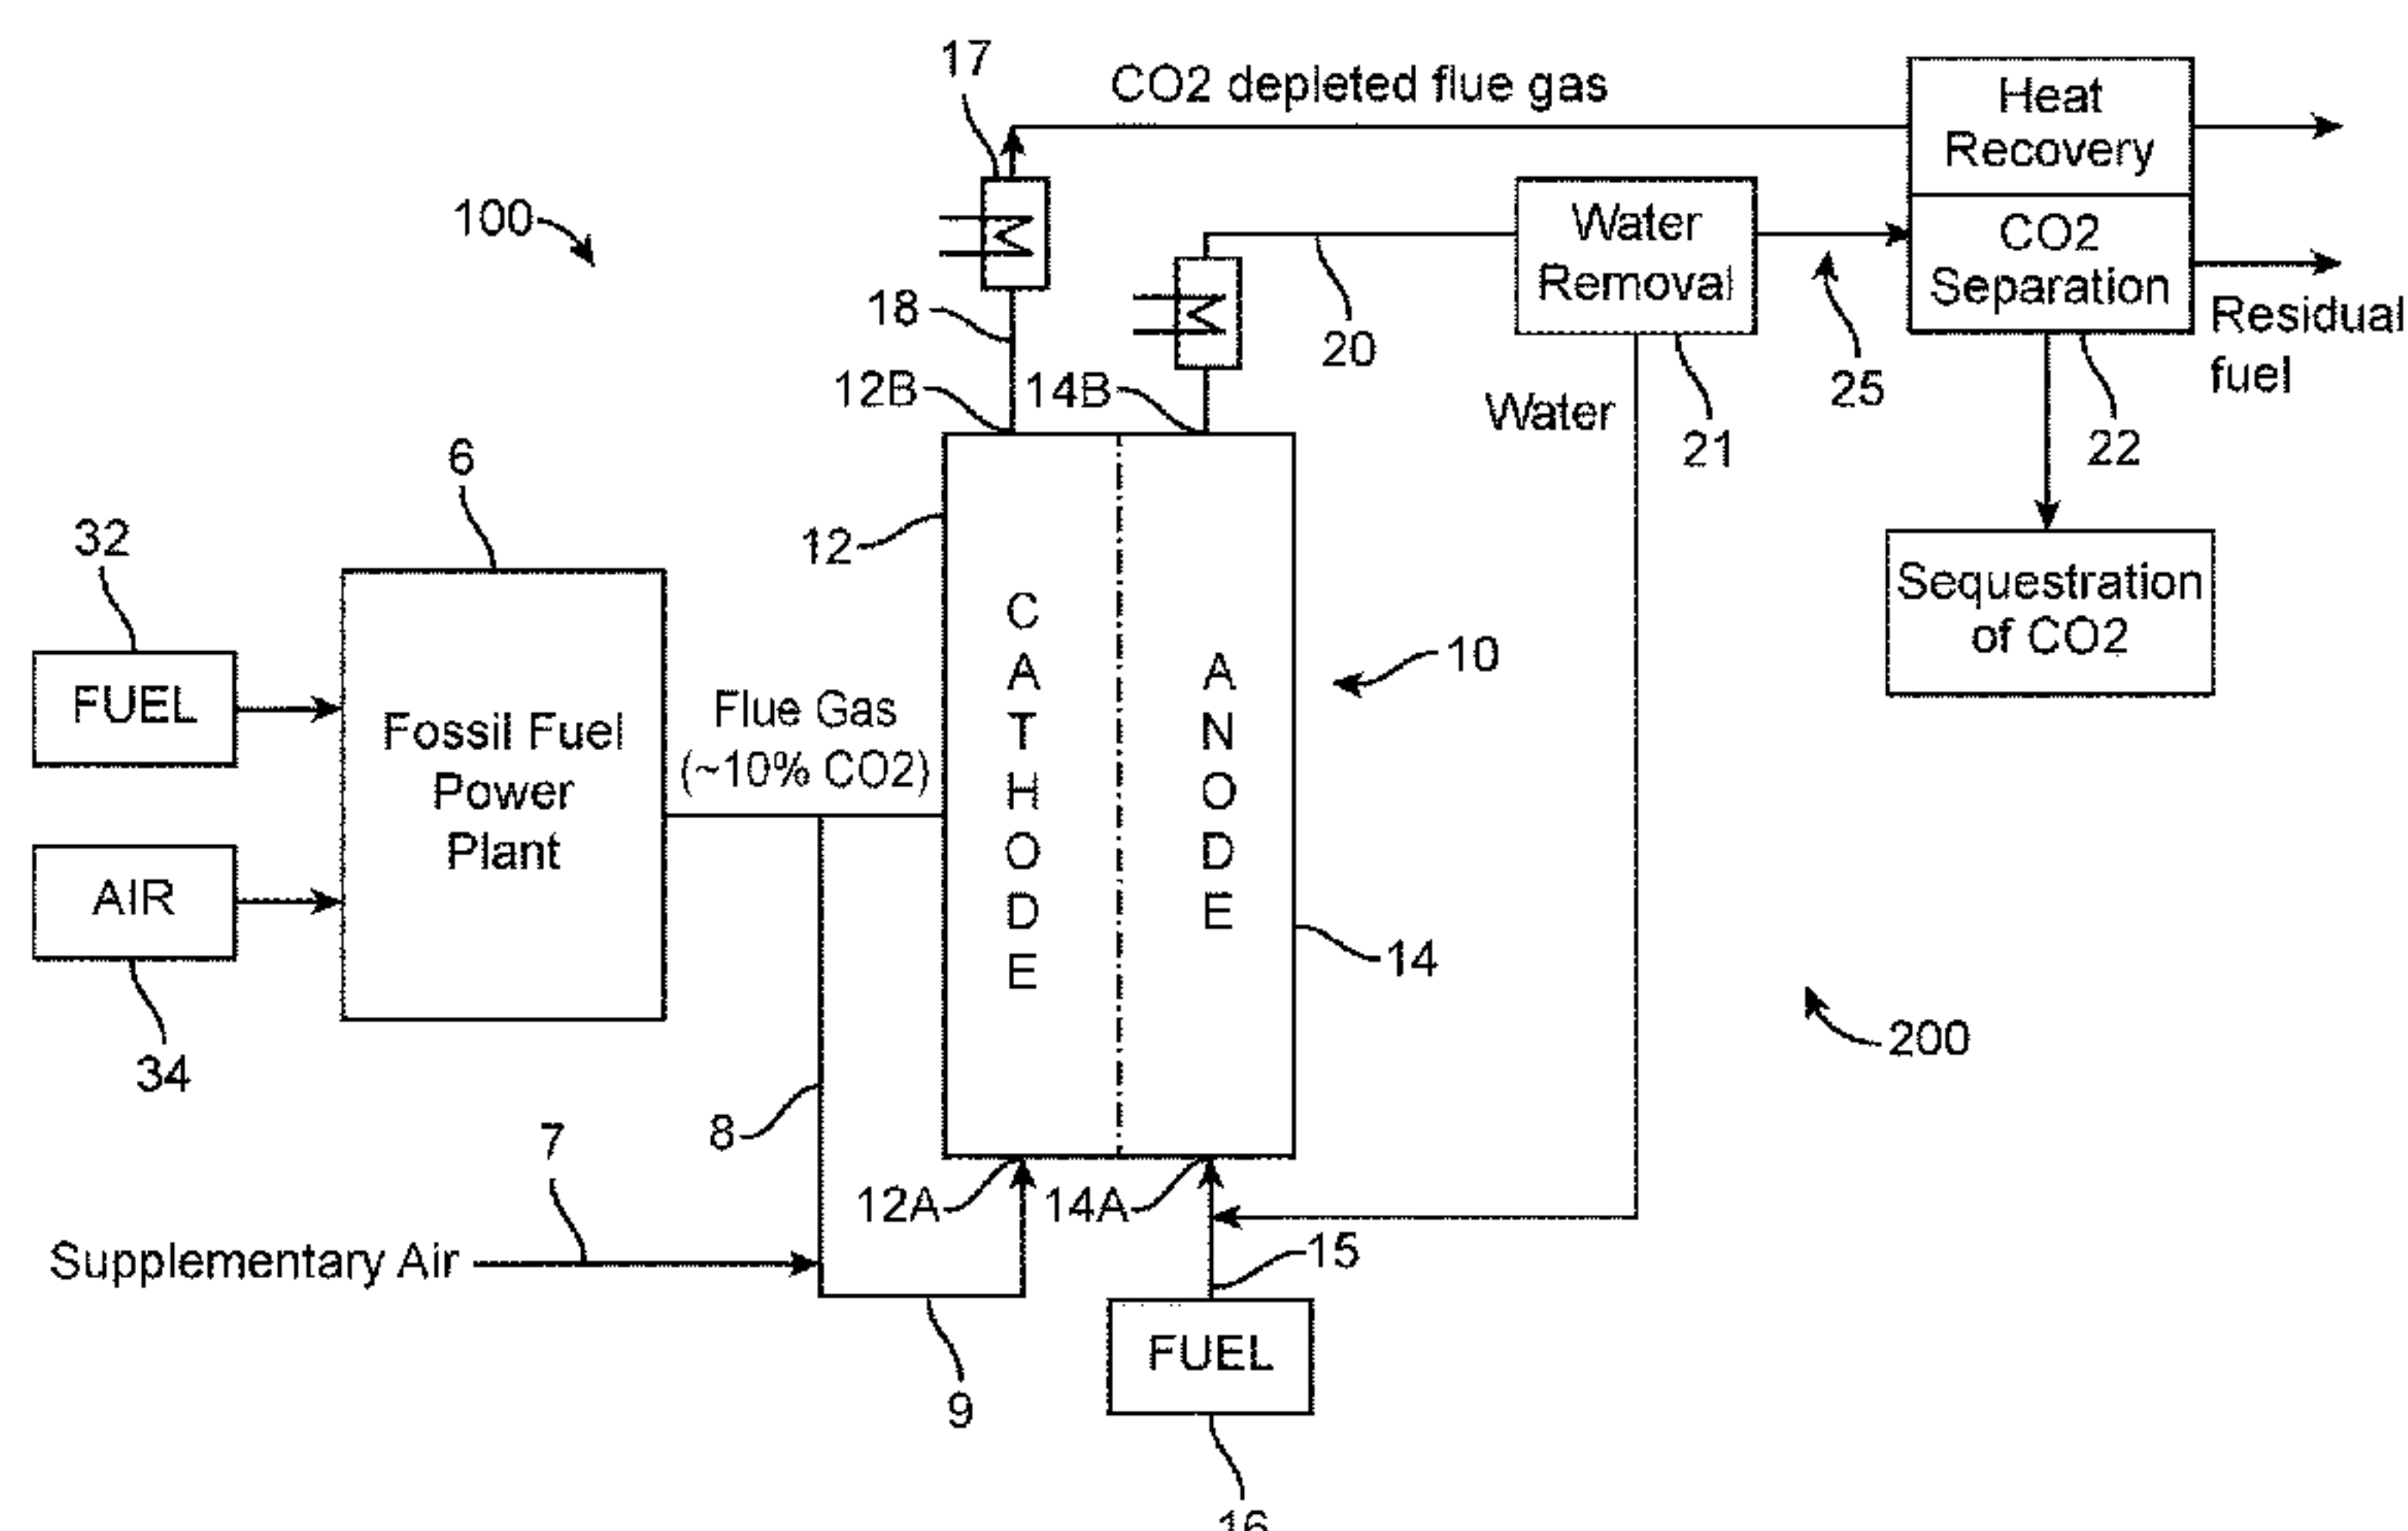 17
CO2 depleted flue gas
Heat
Recovery
100
Water
Removal
CO2
Separation
18
20
Residual
fuel
12B
14B
Water
25
21
22
6
32
12
Sequestration
of CO2
C
A
T
H
O
D
E
A
N
O
D
E
10
FUEL
Flue Gas
(~10% CO2)
Fossil Fuel
Power
Plant
AIR
14
34
200
8
7
12A
14A
Supplementary Air
15
FUEL
9
16